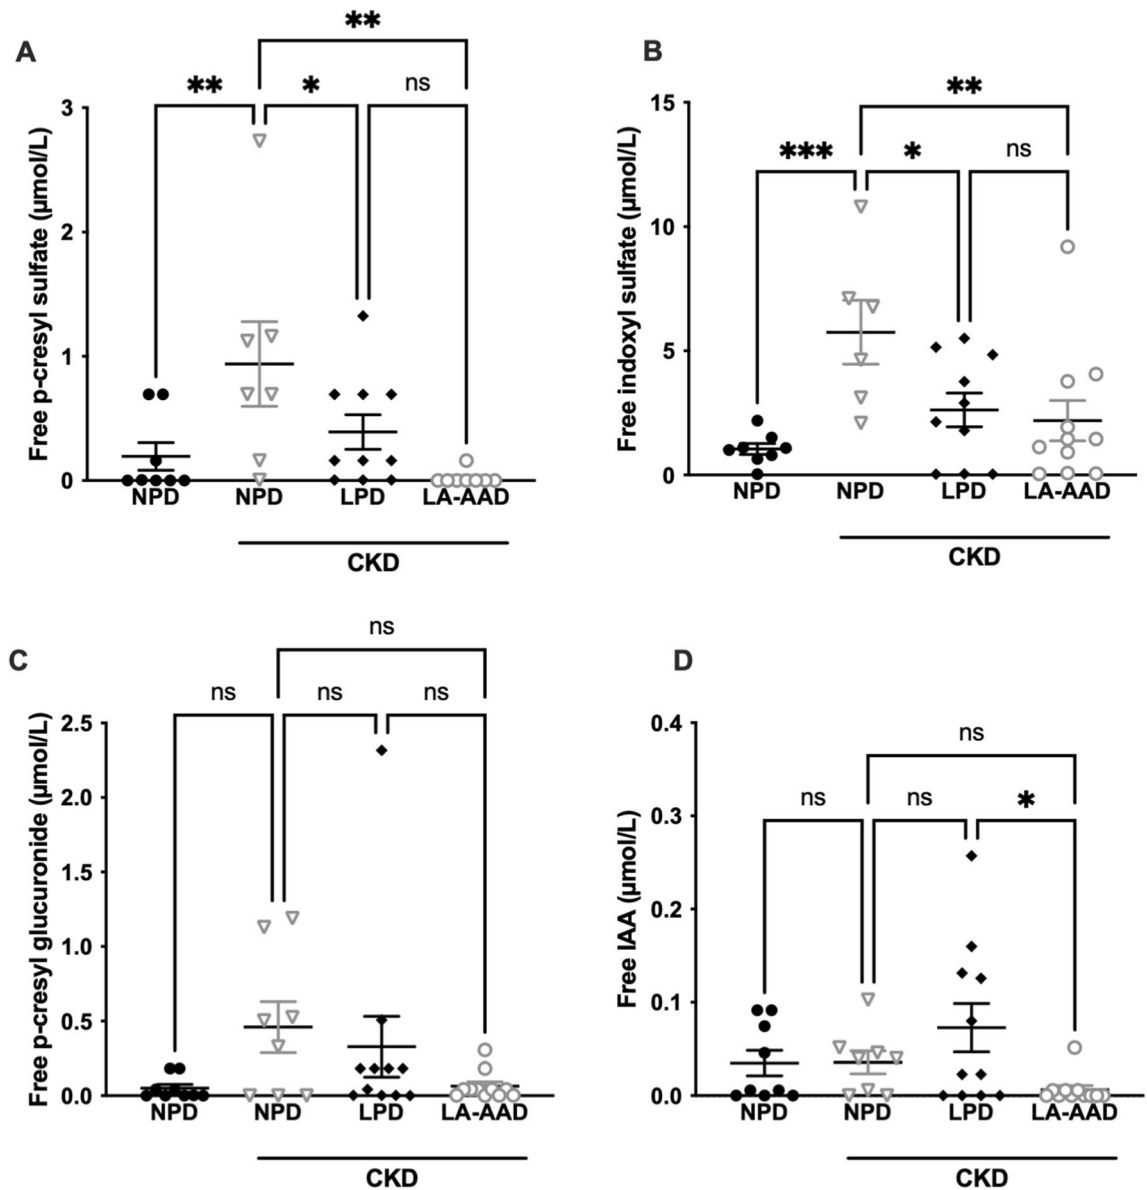 A
**
** * ns
Free p-cresyl sulfate (µmol/L)
3
2
1
0
NPD NPD LPD LA-AAD
CKD
B
**
*** * ns
Free indoxyl sulfate (µmol/L)
15
10
5
0
NPD NPD LPD LA-AAD
CKD
C
ns
ns ns ns
Free p-cresyl glucuronide (µmol/L)
2.5
2.0
1.5
1.0
0.5
0.0
NPD NPD LPD LA-AAD
CKD
D
ns
ns ns *
Free IAA (µmol/L)
0.4
0.3
0.2
0.1
0.0
NPD NPD LPD LA-AAD
CKD